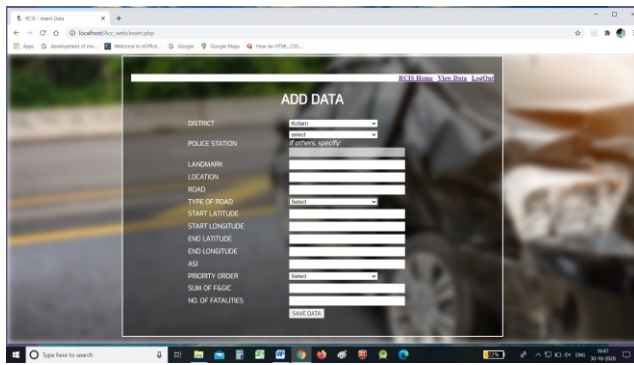 RCIS - Insert Data
localhost/Acc_web/insert.php
Apps development of mo... Welcome to eOffice... Google Google Maps How do HTML, CSS,...
RCIS Home View Data LogOut
ADD DATA
DISTRICT Kollam
select
POLICE STATION if others, specify:
LANDMARK
LOCATION
ROAD
TYPE OF ROAD Select
START LATITUDE
START LONGITUDE
END LATITUDE
END LONGITUDE
ASI
PRIORITY ORDER Select
SUM OF F&GIC
NO. OF FATALITIES
SAVE DATA
Type here to search 72% ENG 16:47
30-10-2020